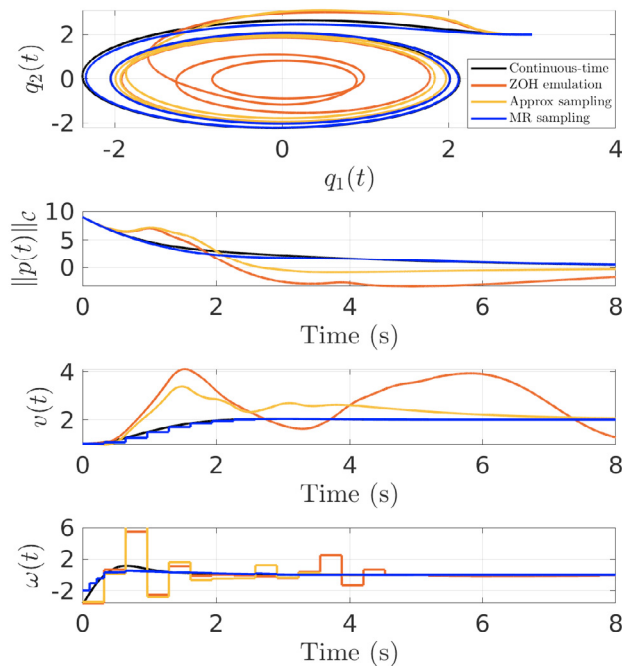 q₂(t)
2
0
-2
-2
0
2
4
q₁(t)
Continuous-time
ZOH emulation
Approx sampling
MR sampling
||p(t)||_C
10
5
0
0
2
4
6
8
Time (s)
v(t)
4
2
0
2
4
6
8
Time (s)
ω(t)
6
2
-2
0
2
4
6
8
Time (s)